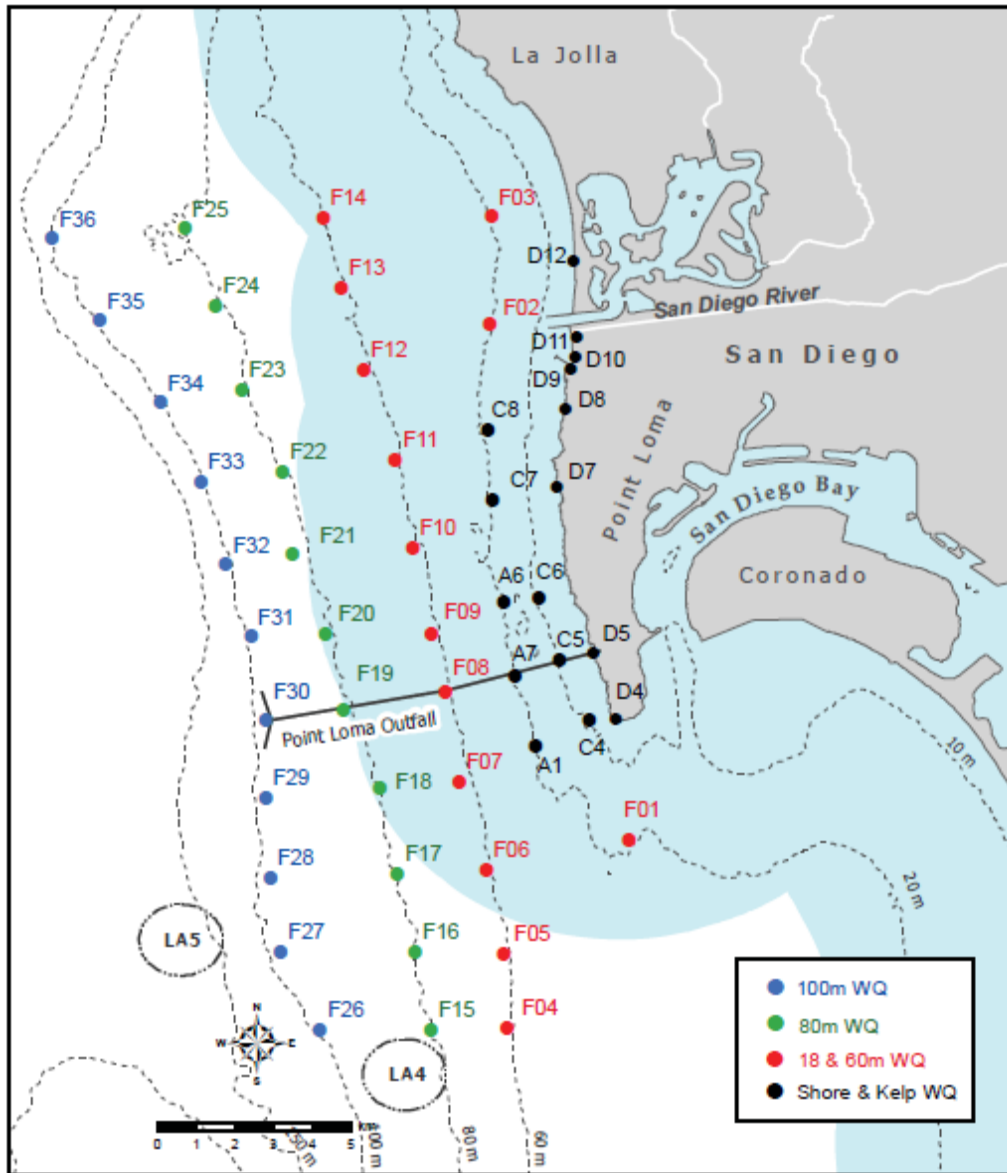 La Jolla
F14
F03
F36
F25
D12
F24
F13
F35
F02
San Diego River
D11
D10
San Diego
F12
F23
D9
F34
D8
C8
F11
F22
F33
D7
Point Loma
C7
San Diego Bay
F10
F21
F32
Coronado
A6
C6
F31
F20
F09
D5
C5
A7
F19
F08
F30
D4
Point Loma Outfall
C4
A1
10 m
F29
F18
F07
F01
F28
F17
F06
20 m
LA5
F27
F16
F05
N
W E
S
F26
F15
F04
LA4
100m WQ
80m WQ
18 & 60m WQ
Shore & Kelp WQ
0 1 2 3 4 5
80 m
60 m